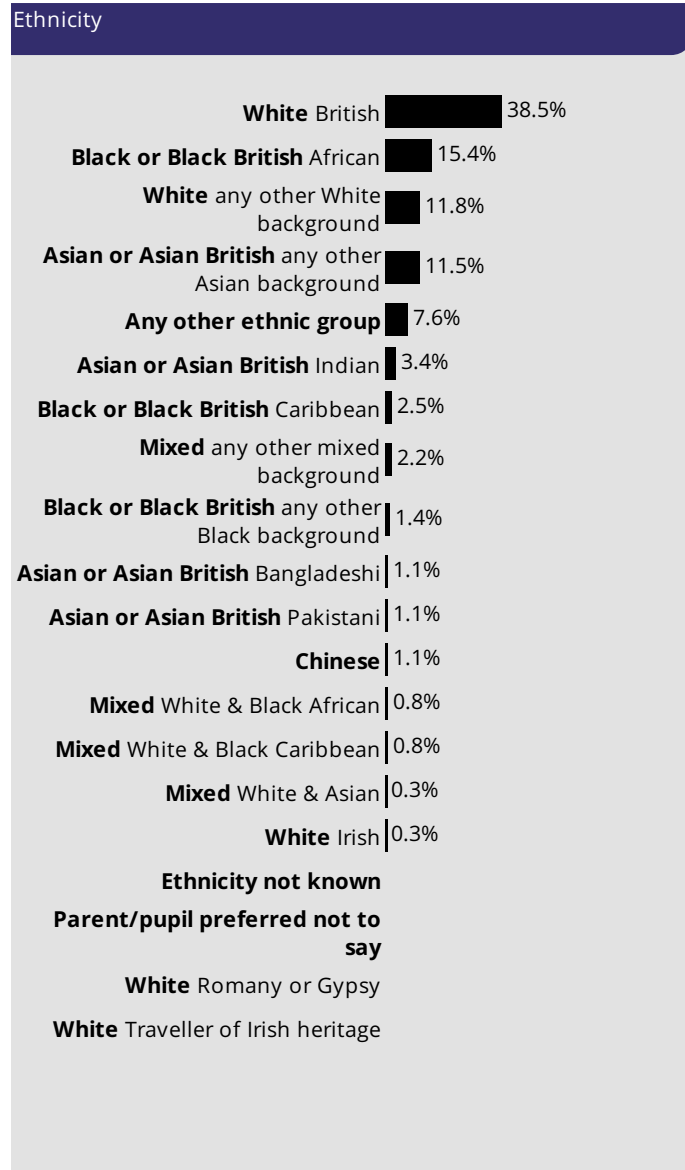 Ethnicity
White British 38.5%
Black or Black British African 15.4%
White any other White
background 11.8%
Asian or Asian British any other
Asian background 11.5%
Any other ethnic group 7.6%
Asian or Asian British Indian 3.4%
Black or Black British Caribbean 2.5%
Mixed any other mixed
background 2.2%
Black or Black British any other
Black background 1.4%
Asian or Asian British Bangladeshi 1.1%
Asian or Asian British Pakistani 1.1%
Chinese 1.1%
Mixed White & Black African 0.8%
Mixed White & Black Caribbean 0.8%
Mixed White & Asian 0.3%
White Irish 0.3%
Ethnicity not known
Parent/pupil preferred not to
say
White Romany or Gypsy
White Traveller of Irish heritage